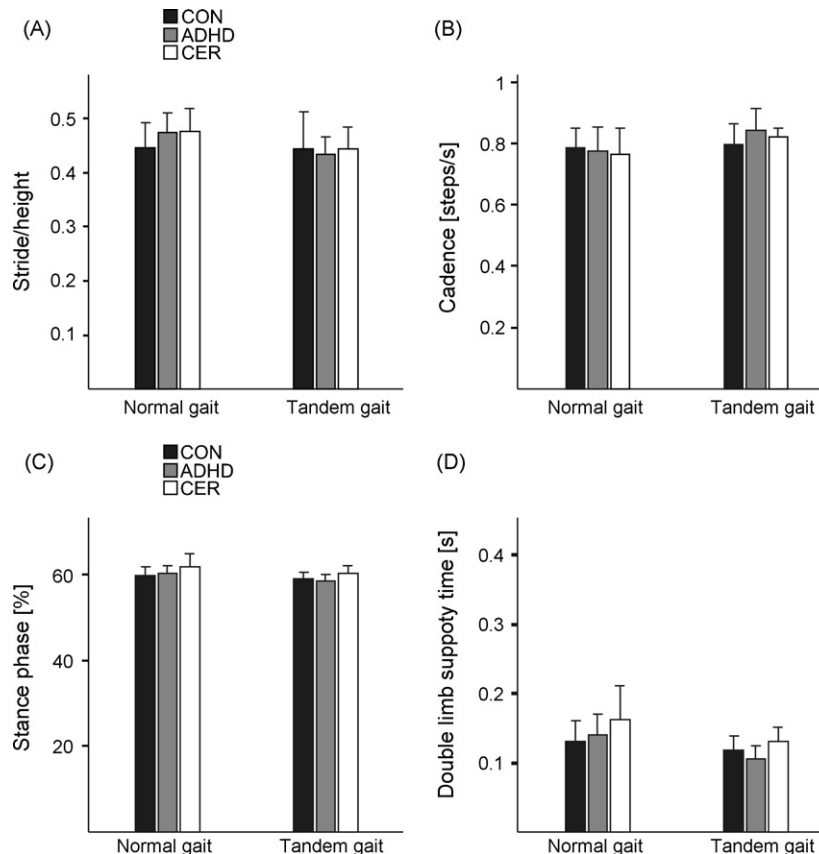 (A)
CON
ADHD
CER
Stride/height
0.5
0.4
0.3
0.2
0.1
Normal gait Tandem gait
(B)
Cadence [steps/s]
1
0.8
0.6
0.4
0.2
Normal gait Tandem gait
(C)
CON
ADHD
CER
Stance phase [%]
60
40
20
Normal gait Tandem gait
(D)
Double limb suppoty time [s]
0.4
0.3
0.2
0.1
Normal gait Tandem gait